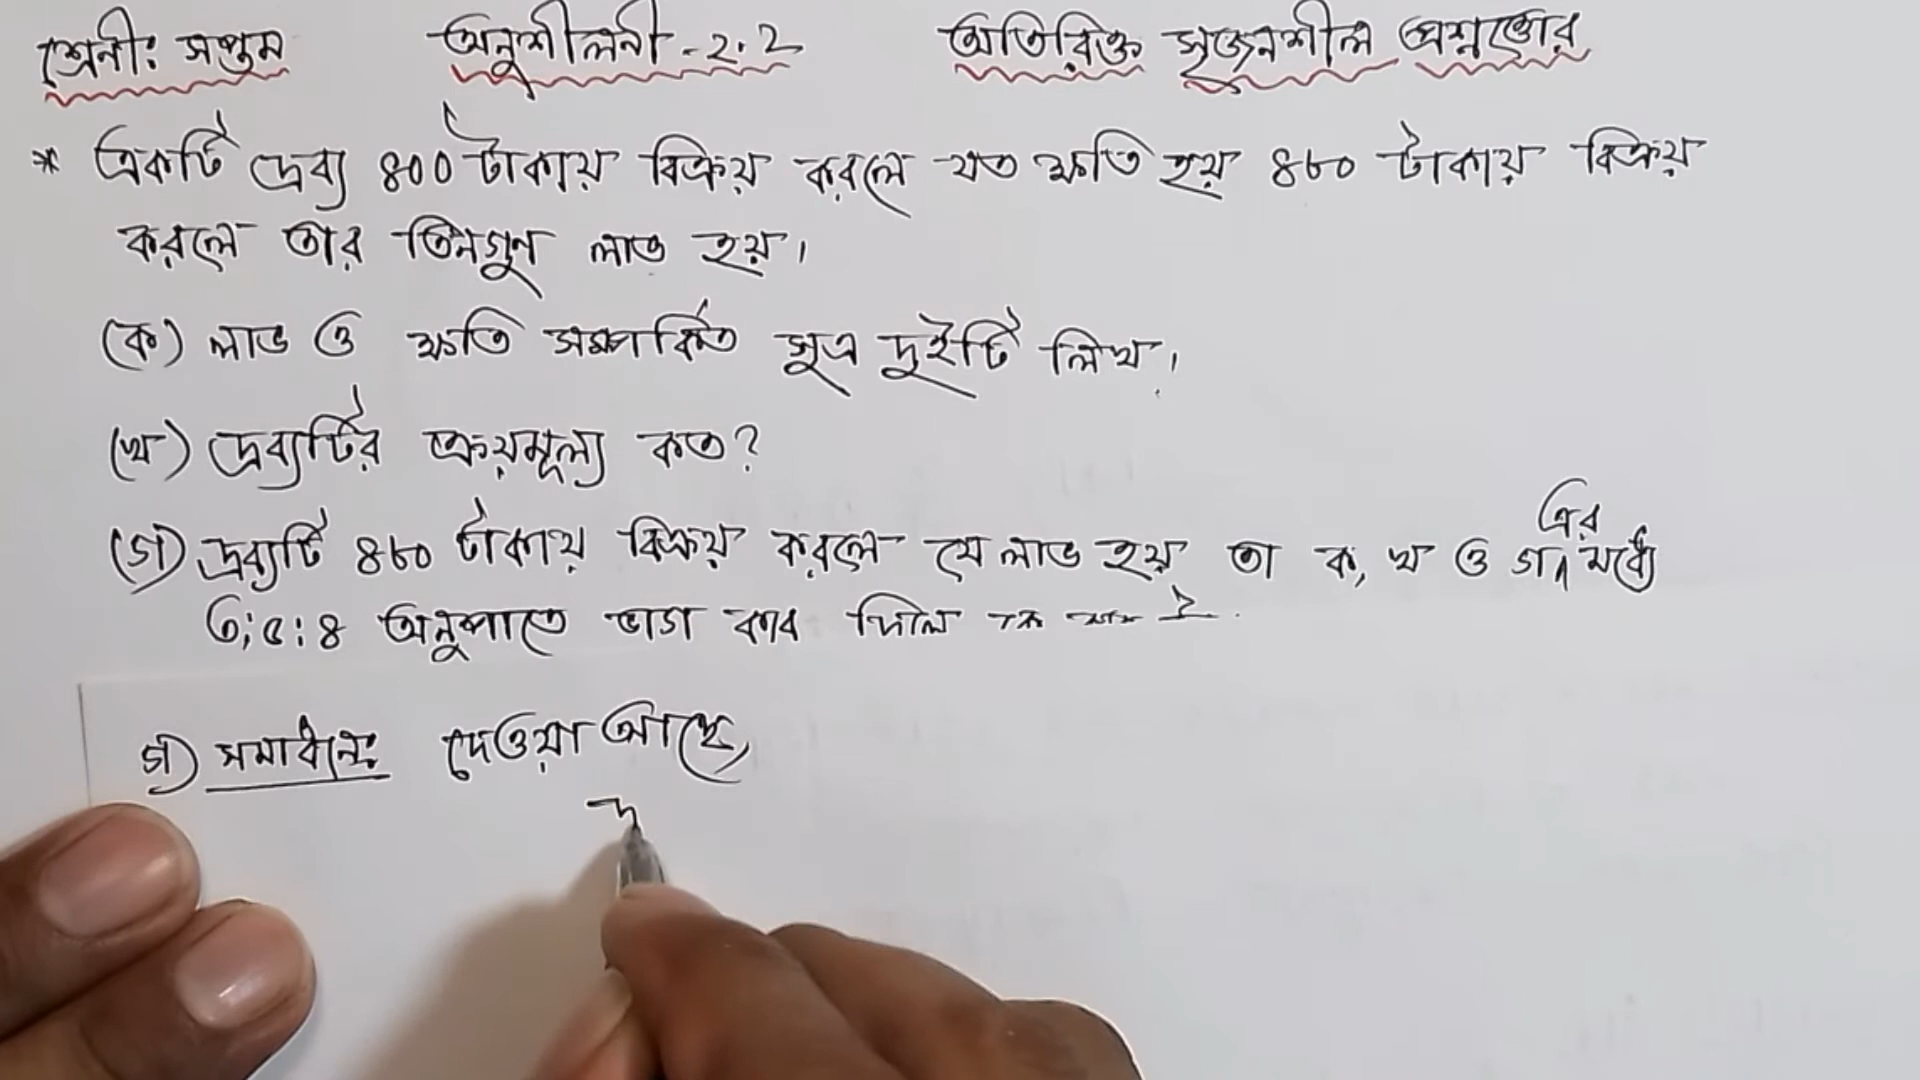 শ্রেনীঃ সপ্তম অনুশীলনী-২.২ অতিরিক্ত সৃজনশীল প্রশ্নত্তোর
* একটি দ্রব্য ৪০০ টাকায় বিক্রয় করলে যত ক্ষতি হয় ৪৮০ টাকায় বিক্রয়
করলে তার তিনগুণ লাভ হয়।
(ক) লাভ ও ক্ষতি সম্পর্কিত সুত্র দুইটি লিখ।
(খ) দ্রব্যটির ক্রয়মূল্য কত?
(গ) দ্রব্যটি ৪৮০ টাকায় বিক্রয় করলে যে লাভ হয় তা ক, খ ও গ এর মধ্যে
৩:৫:৪ অনুপাতে ভাগ করে দিলে
গ) সমাধানঃ দেওয়া আছে,